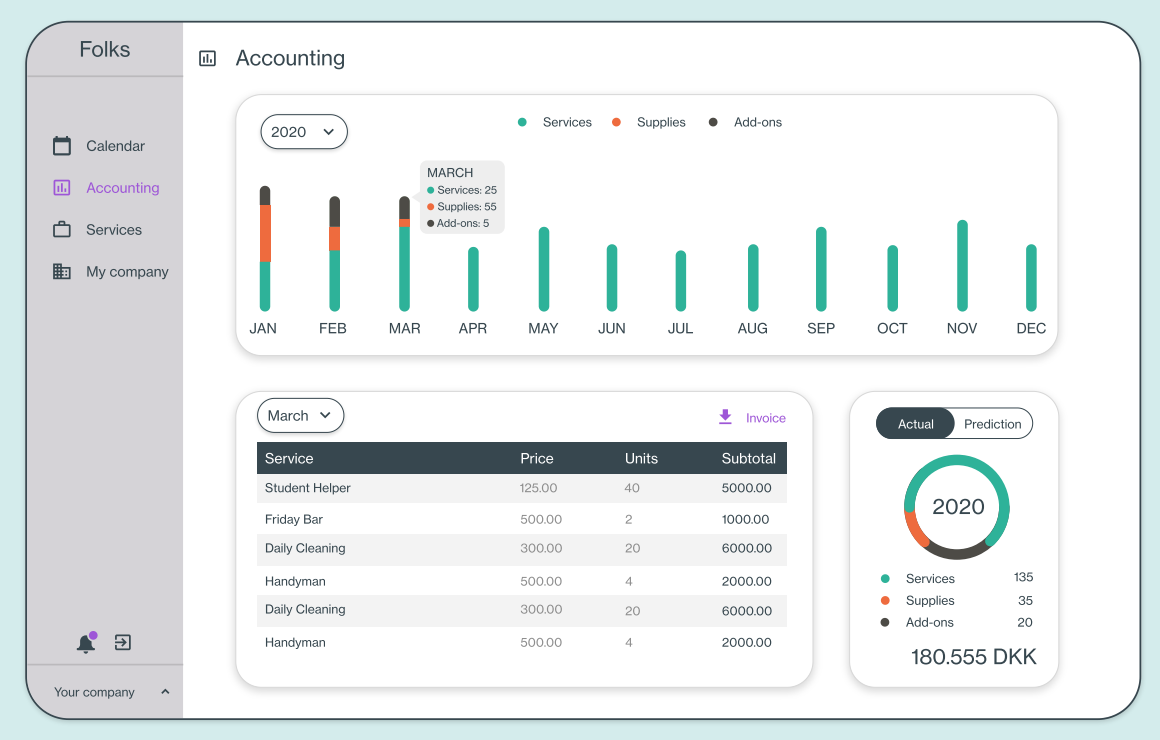 Folks
Accounting
Calendar
Accounting
Services
My company
Your company
2020
Services Supplies Add-ons
MARCH
Services: 25
Supplies: 55
Add-ons: 5
JAN FEB MAR APR MAY JUN JUL AUG SEP OCT NOV DEC
March
Invoice
Service Price Units Subtotal
Student Helper 125.00 40 5000.00
Friday Bar 500.00 2 1000.00
Daily Cleaning 300.00 20 6000.00
Handyman 500.00 4 2000.00
Daily Cleaning 300.00 20 6000.00
Handyman 500.00 4 2000.00
Actual Prediction
2020
Services 135
Supplies 35
Add-ons 20
180.555 DKK